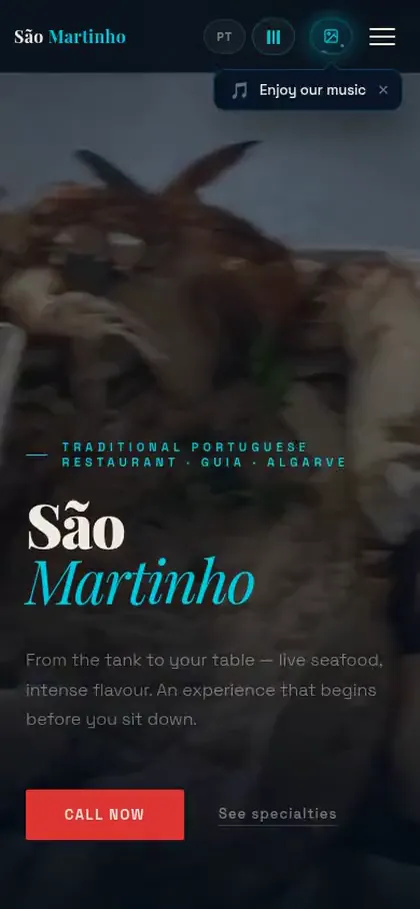 São Martinho
PT
Enjoy our music ×
TRADITIONAL PORTUGUESE
RESTAURANT · GUIA · ALGARVE
São
Martinho
From the tank to your table — live seafood,
intense flavour. An experience that begins
before you sit down.
CALL NOW
See specialties